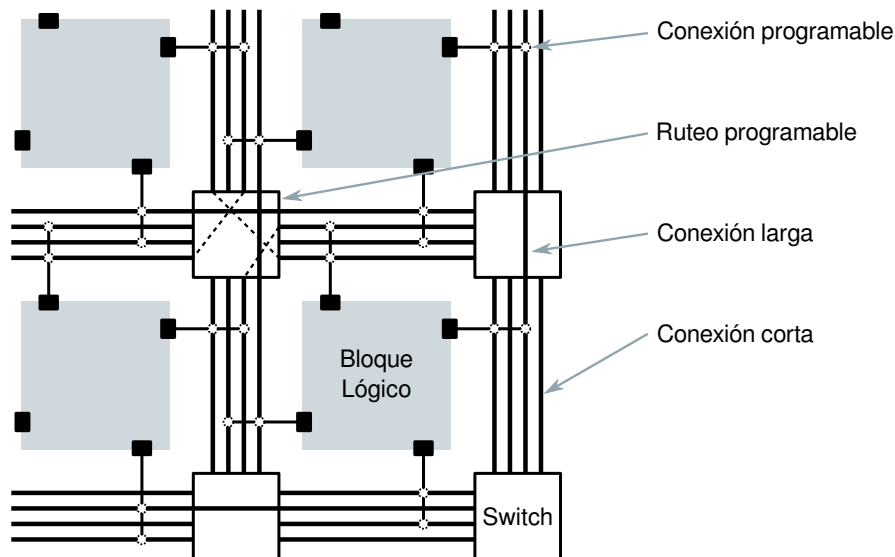 Conexión programable
Ruteo programable
Conexión larga
Conexión corta
Bloque
Lógico
Switch